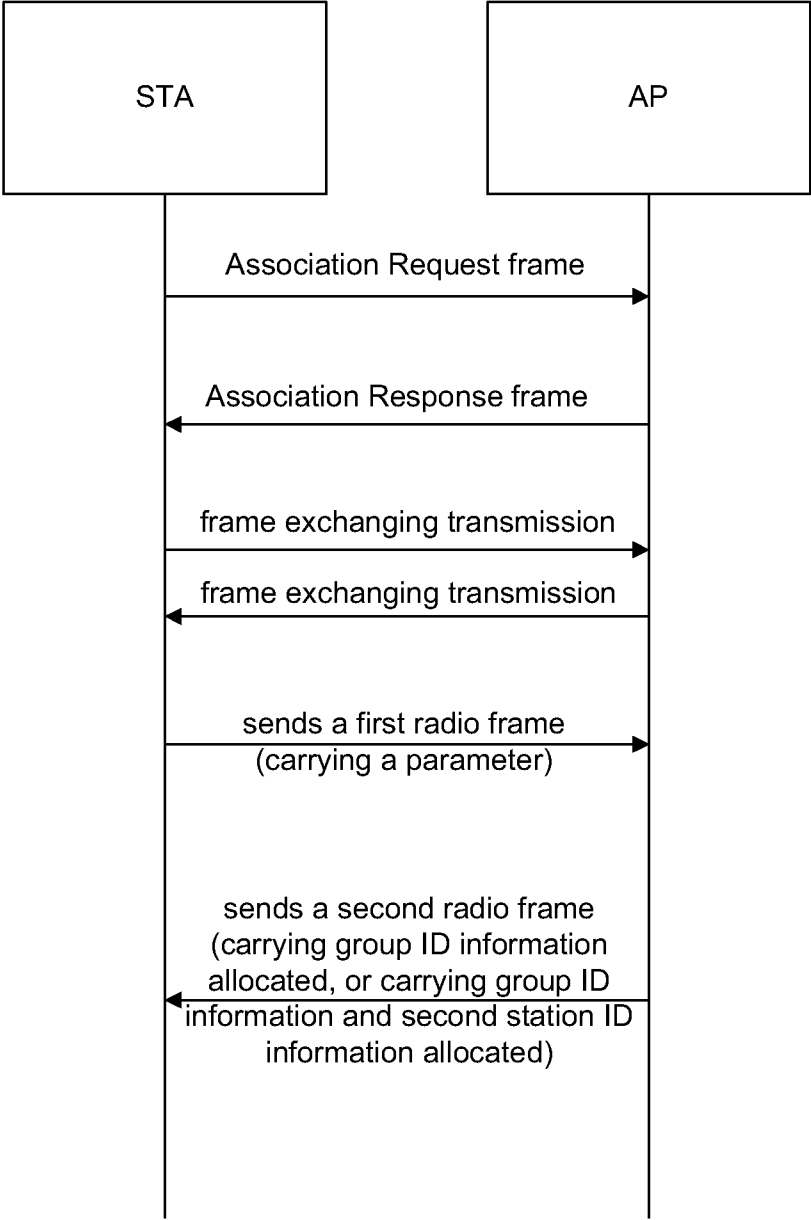 STA
AP
Association Request frame
Association Response frame
frame exchanging transmission
frame exchanging transmission
sends a first radio frame
(carrying a parameter)
sends a second radio frame
(carrying group ID information
allocated, or carrying group ID
information and second station ID
information allocated)